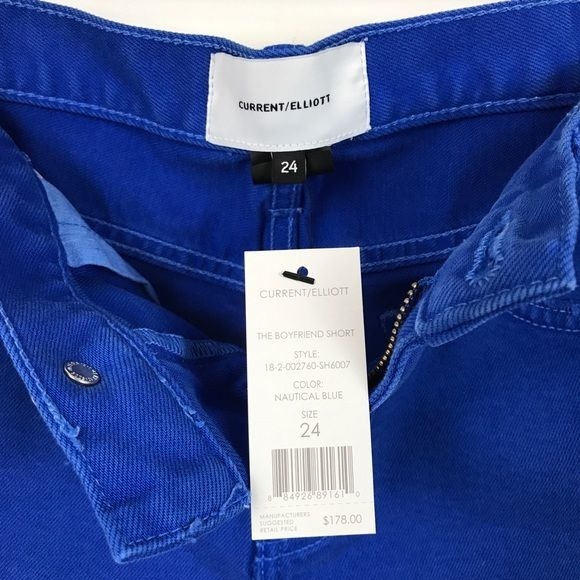 CURRENT/ELLIOTT
24
CURRENT/ELLIOTT
THE BOYFRIEND SHORT
STYLE:
18-2-002760-SH6007
COLOR:
NAUTICAL BLUE
SIZE
24
8 84926 89161 0
MANUFACTURERS
SUGGESTED
RETAIL PRICE
$178.00